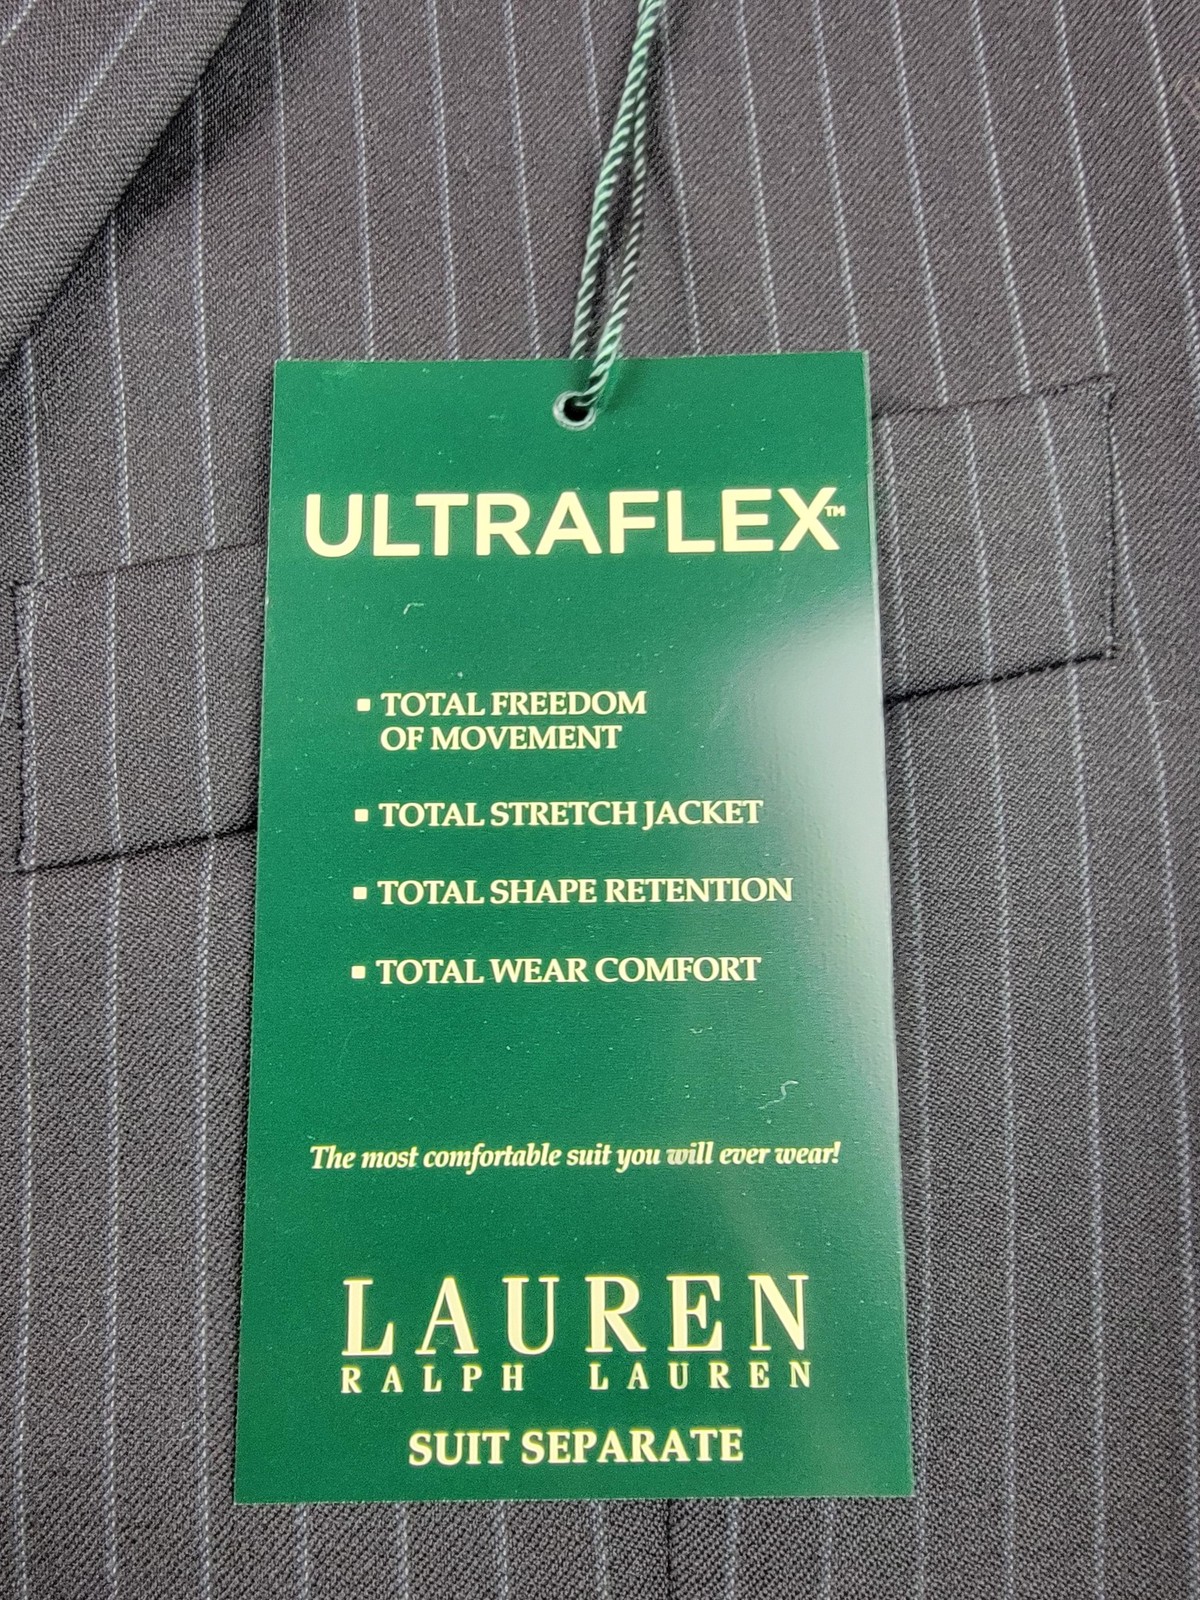 ULTRAFLEX™
▪ TOTAL FREEDOM
OF MOVEMENT
▪ TOTAL STRETCH JACKET
▪ TOTAL SHAPE RETENTION
▪ TOTAL WEAR COMFORT
The most comfortable suit you will ever wear!
LAUREN
RALPH LAUREN
SUIT SEPARATE